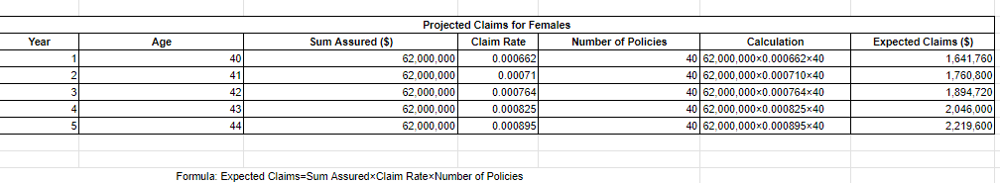 Projected Claims for Females
Year Age Sum Assured ($) Claim Rate Number of Policies Calculation Expected Claims ($)
1 40 62,000,000 0.000662 40 62,000,000×0.000662×40 1,641,760
2 41 62,000,000 0.00071 40 62,000,000×0.000710×40 1,760,800
3 42 62,000,000 0.000764 40 62,000,000×0.000764×40 1,894,720
4 43 62,000,000 0.000825 40 62,000,000×0.000825×40 2,046,000
5 44 62,000,000 0.000895 40 62,000,000×0.000895×40 2,219,600
Formula: Expected Claims=Sum Assured×Claim Rate×Number of Policies